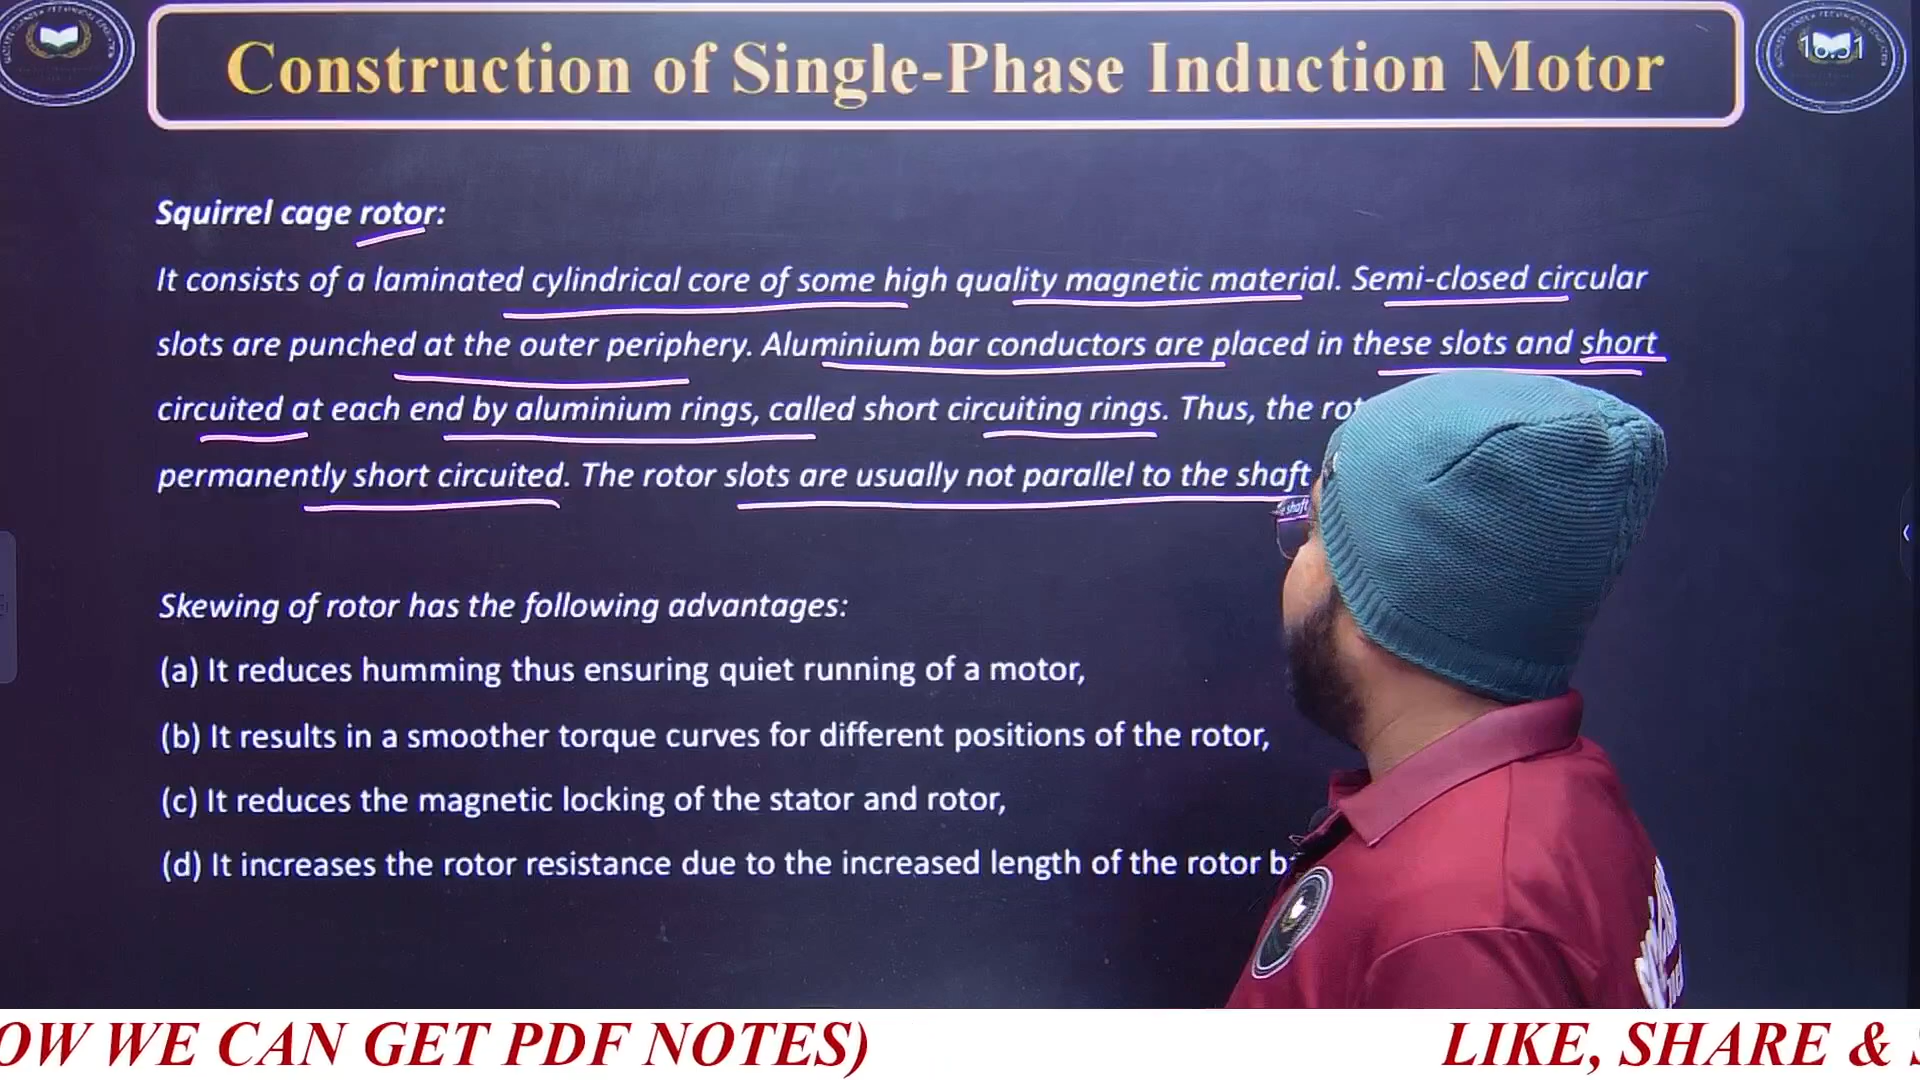 Construction of Single-Phase Induction Motor
18:31
Squirrel cage rotor:
It consists of a laminated cylindrical core of some high quality magnetic material. Semi-closed circular
slots are punched at the outer periphery. Aluminium bar conductors are placed in these slots and short
circuited at each end by aluminium rings, called short circuiting rings. Thus, the
permanently short circuited. The rotor slots are usually not parallel to the shaft
Skewing of rotor has the following advantages:
(a) It reduces humming thus ensuring quiet running of a motor,
(b) It results in a smoother torque curves for different positions of the rotor,
(c) It reduces the magnetic locking of the stator and rotor,
(d) It increases the rotor resistance due to the increased length of the rotor
OW WE CAN GET PDF NOTES) LIKE, SHARE &